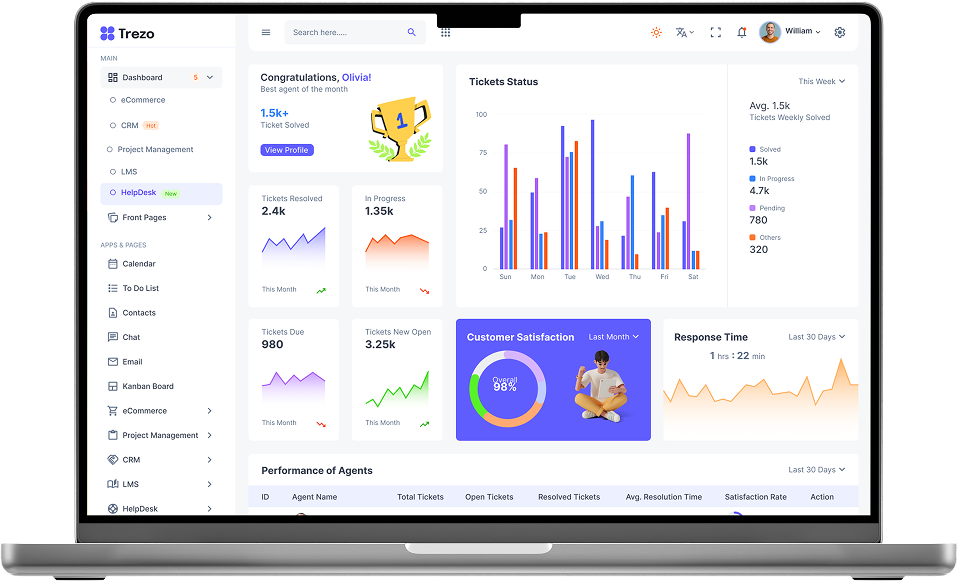 Trezo
Search here.....
William
MAIN
Dashboard 5
eCommerce
CRM Hot
Project Management
LMS
HelpDesk New
Front Pages
APPS & PAGES
Calendar
To Do List
Contacts
Chat
Email
Kanban Board
eCommerce
Project Management
CRM
LMS
HelpDesk
Congratulations, Olivia!
Best agent of the month
1.5k+
Ticket Solved
View Profile
1
Tickets Status
This Week
100
75
50
25
0
Sun Mon Tue Wed Thu Fri Sat
Avg. 1.5k
Tickets Weekly Solved
Solved
1.5k
In Progress
4.7k
Pending
780
Others
320
Tickets Resolved
2.4k
This Month
In Progress
1.35k
This Month
Tickets Due
980
This Month
Tickets New Open
3.25k
This Month
Customer Satisfaction
Last Month
Overall
98%
Response Time
Last 30 Days
1 hrs : 22 min
Performance of Agents
Last 30 Days
ID Agent Name Total Tickets Open Tickets Resolved Tickets Avg. Resolution Time Satisfaction Rate Action